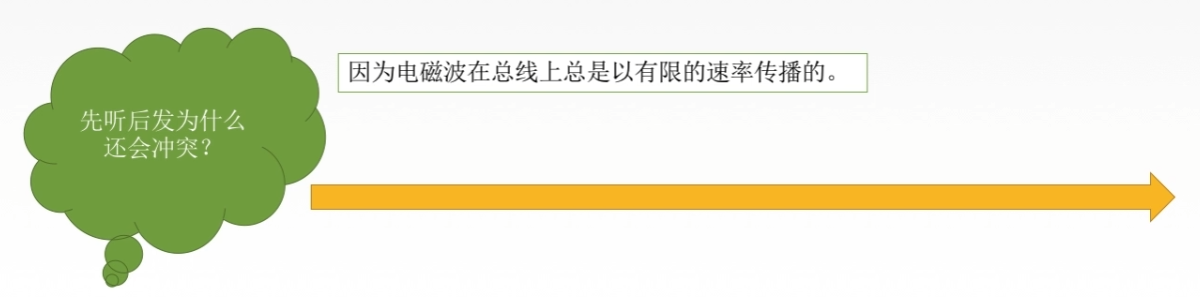 先听后发为什么
还会冲突？
因为电磁波在总线上总是以有限的速率传播的。